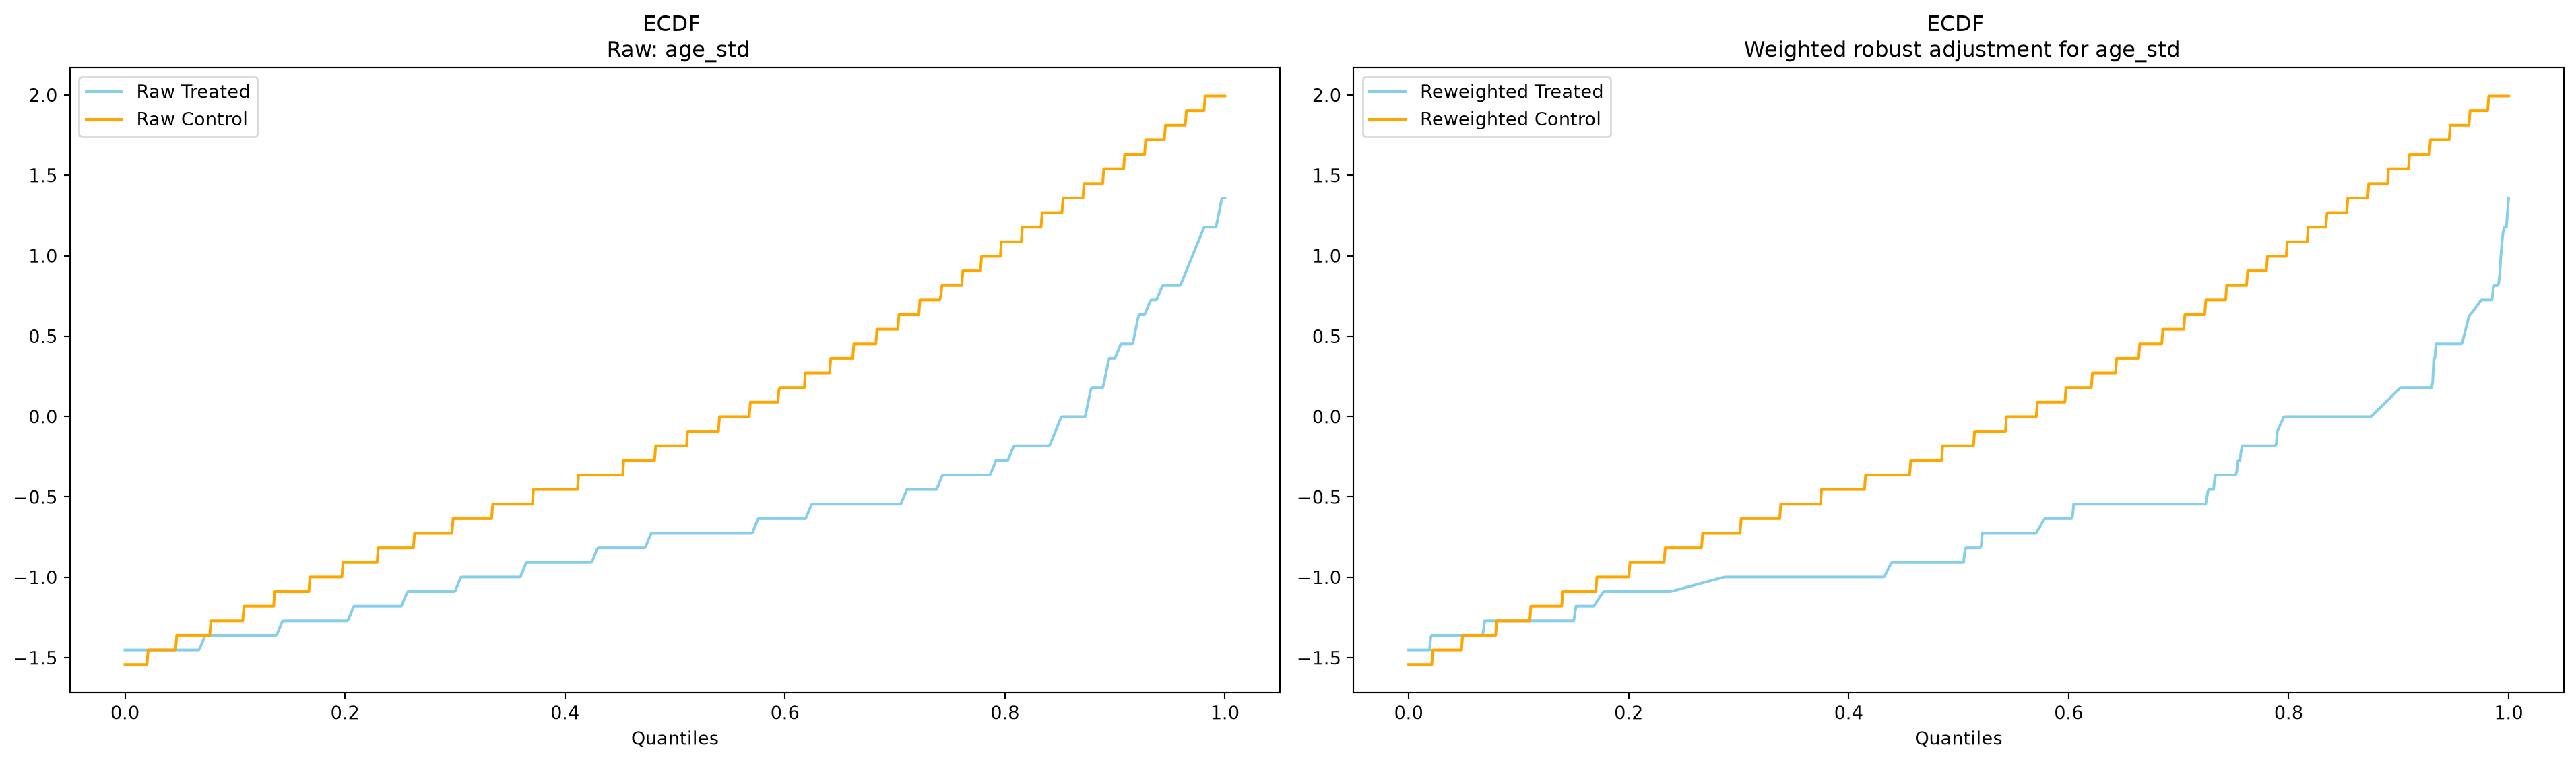 ECDF
Raw: age_std
Raw Treated
Raw Control
2.0
1.5
1.0
0.5
0.0
−0.5
−1.0
−1.5
0.0 0.2 0.4 0.6 0.8 1.0
Quantiles
ECDF
Weighted robust adjustment for age_std
Reweighted Treated
Reweighted Control
2.0
1.5
1.0
0.5
0.0
−0.5
−1.0
−1.5
0.0 0.2 0.4 0.6 0.8 1.0
Quantiles